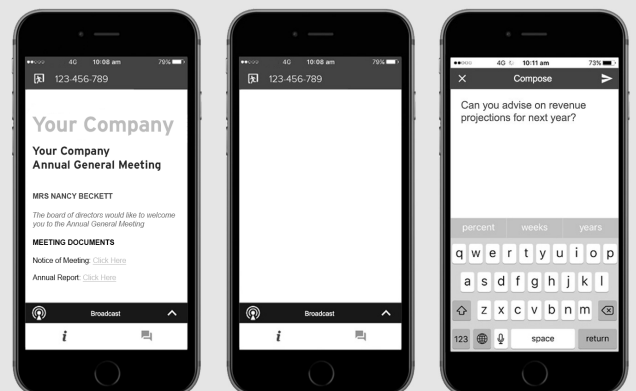 4G 10:08 am 79%
123-456-789
Your Company
Your Company
Annual General Meeting
MRS NANCY BECKETT
The board of directors would like to welcome
you to the Annual General Meeting
MEETING DOCUMENTS
Notice of Meeting: Click Here
Annual Report: Click Here
Broadcast
i
4G 10:08 am 79%
123-456-789
Broadcast
i
4G 10:11 am 73%
Compose
Can you advise on revenue
projections for next year?
percent weeks years
q w e r t y u i o p
a s d f g h j k l
z x c v b n m
123 space return